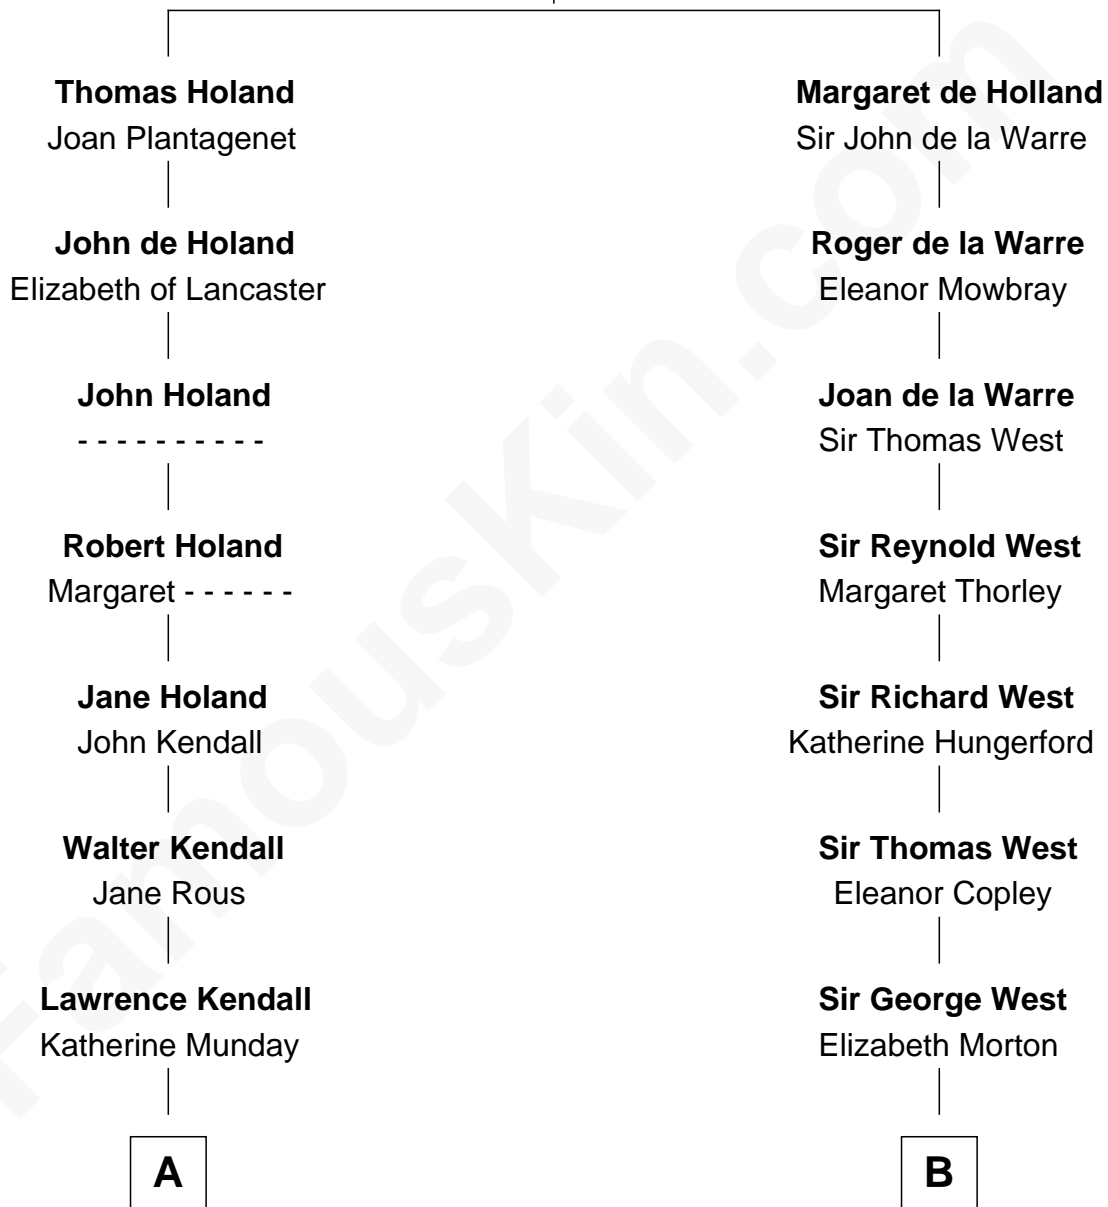 Thomas Holand
Joan Plantagenet
John de Holand
Elizabeth of Lancaster
John Holand
- - - - - - - - - -
Robert Holand
Margaret - - - - - -
Jane Holand
John Kendall
Walter Kendall
Jane Rous
Lawrence Kendall
Katherine Munday
A
Margaret de Holland
Sir John de la Warre
Roger de la Warre
Eleanor Mowbray
Joan de la Warre
Sir Thomas West
Sir Reynold West
Margaret Thorley
Sir Richard West
Katherine Hungerford
Sir Thomas West
Eleanor Copley
Sir George West
Elizabeth Morton
B
FamousKin.com